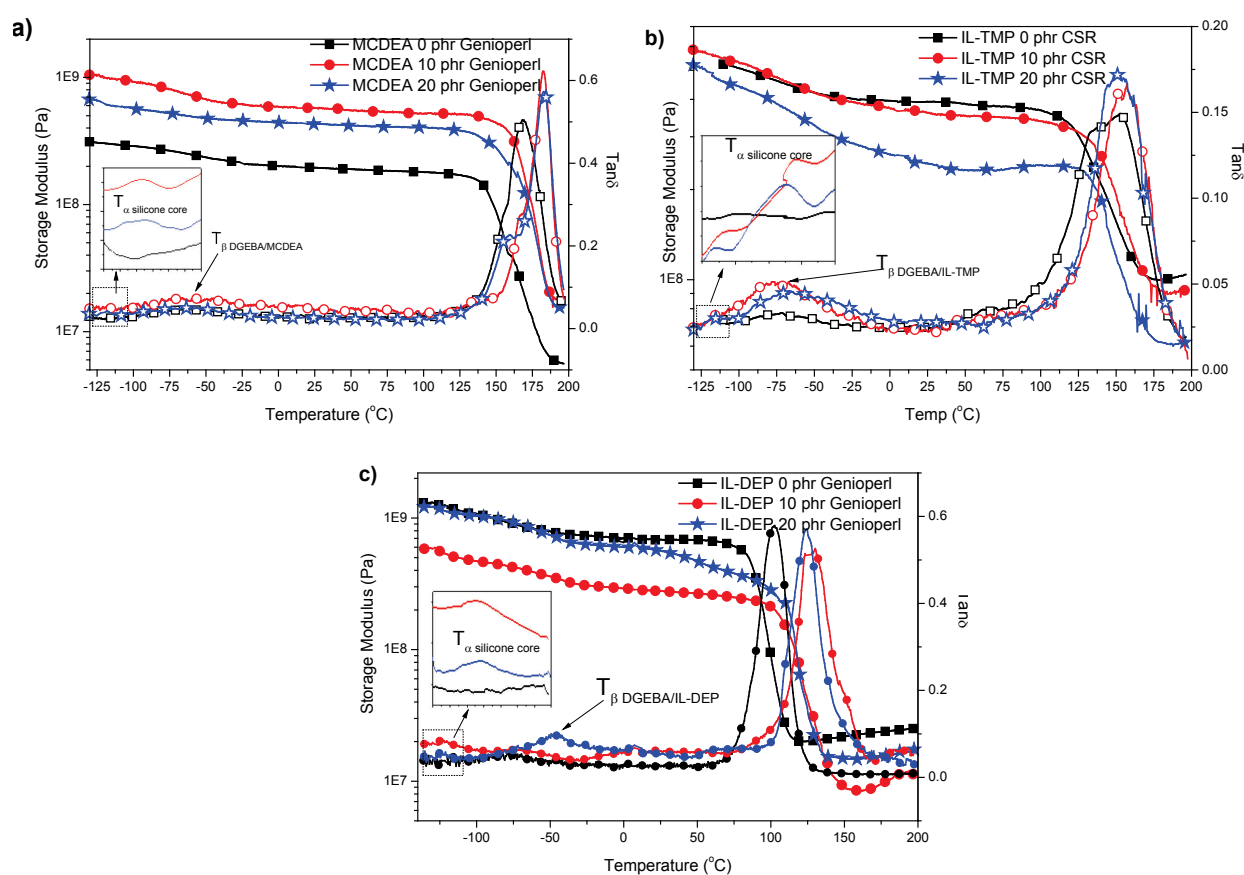 a)
MCDEA 0 phr Genioperl
MCDEA 10 phr Genioperl
MCDEA 20 phr Genioperl
1E9
1E8
1E7
0.6
0.4
0.2
0.0
Storage Modulus (Pa)
Tanδ
T α silicone core
T β DGEBA/MCDEA
-125 -100 -75 -50 -25 0 25 50 75 100 125 150 175 200
Temperature (°C)
b)
IL-TMP 0 phr CSR
IL-TMP 10 phr CSR
IL-TMP 20 phr CSR
1E8
0.20
0.15
0.10
0.05
0.00
Storage Modulus (Pa)
Tanδ
T α silicone core
T β DGEBA/IL-TMP
-125 -100 -75 -50 -25 0 25 50 75 100 125 150 175 200
Temp (°C)
c)
IL-DEP 0 phr Genioperl
IL-DEP 10 phr Genioperl
IL-DEP 20 phr Genioperl
1E9
1E8
1E7
0.6
0.4
0.2
0.0
Storage Modulus (Pa)
Tanδ
T α silicone core
T β DGEBA/IL-DEP
-100 -50 0 50 100 150 200
Temperature (°C)